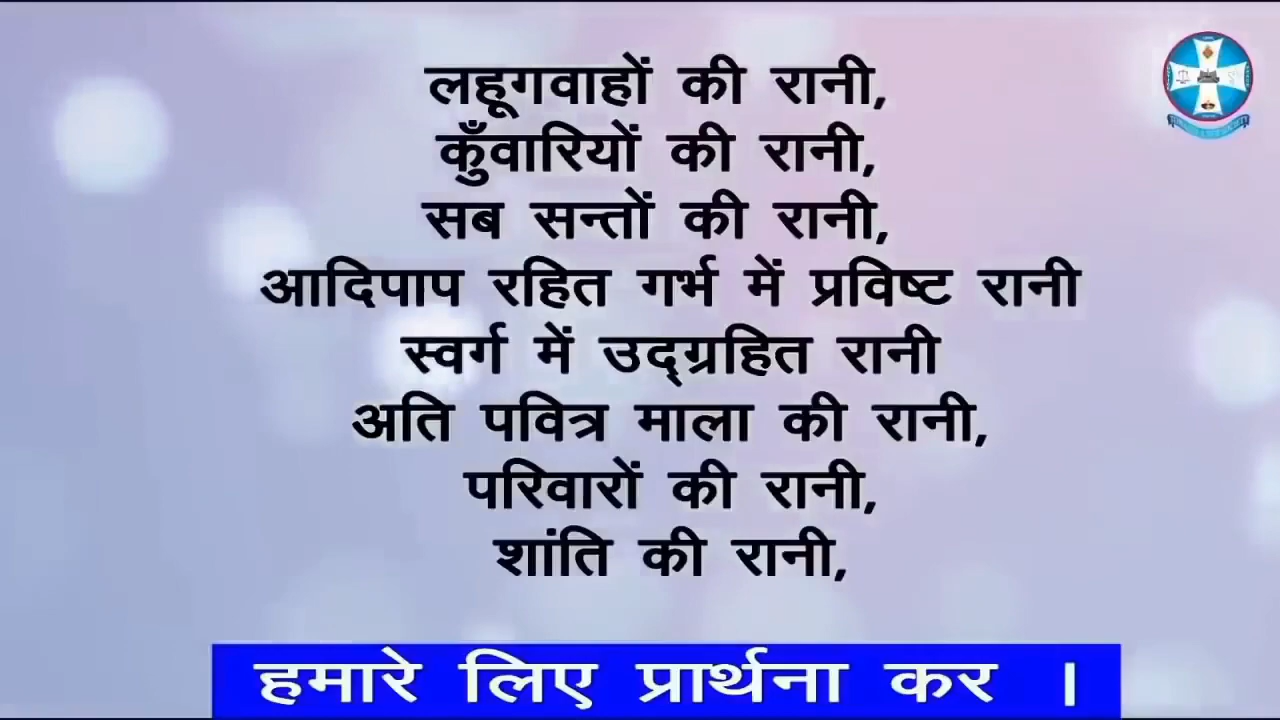 लहूगवाहों की रानी,
कुँवारियों की रानी,
सब सन्तों की रानी,
आदिपाप रहित गर्भ में प्रविष्ट रानी
स्वर्ग में उद्ग्रहित रानी
अति पवित्र माला की रानी,
परिवारों की रानी,
शांति की रानी,
हमारे लिए प्रार्थना कर ।